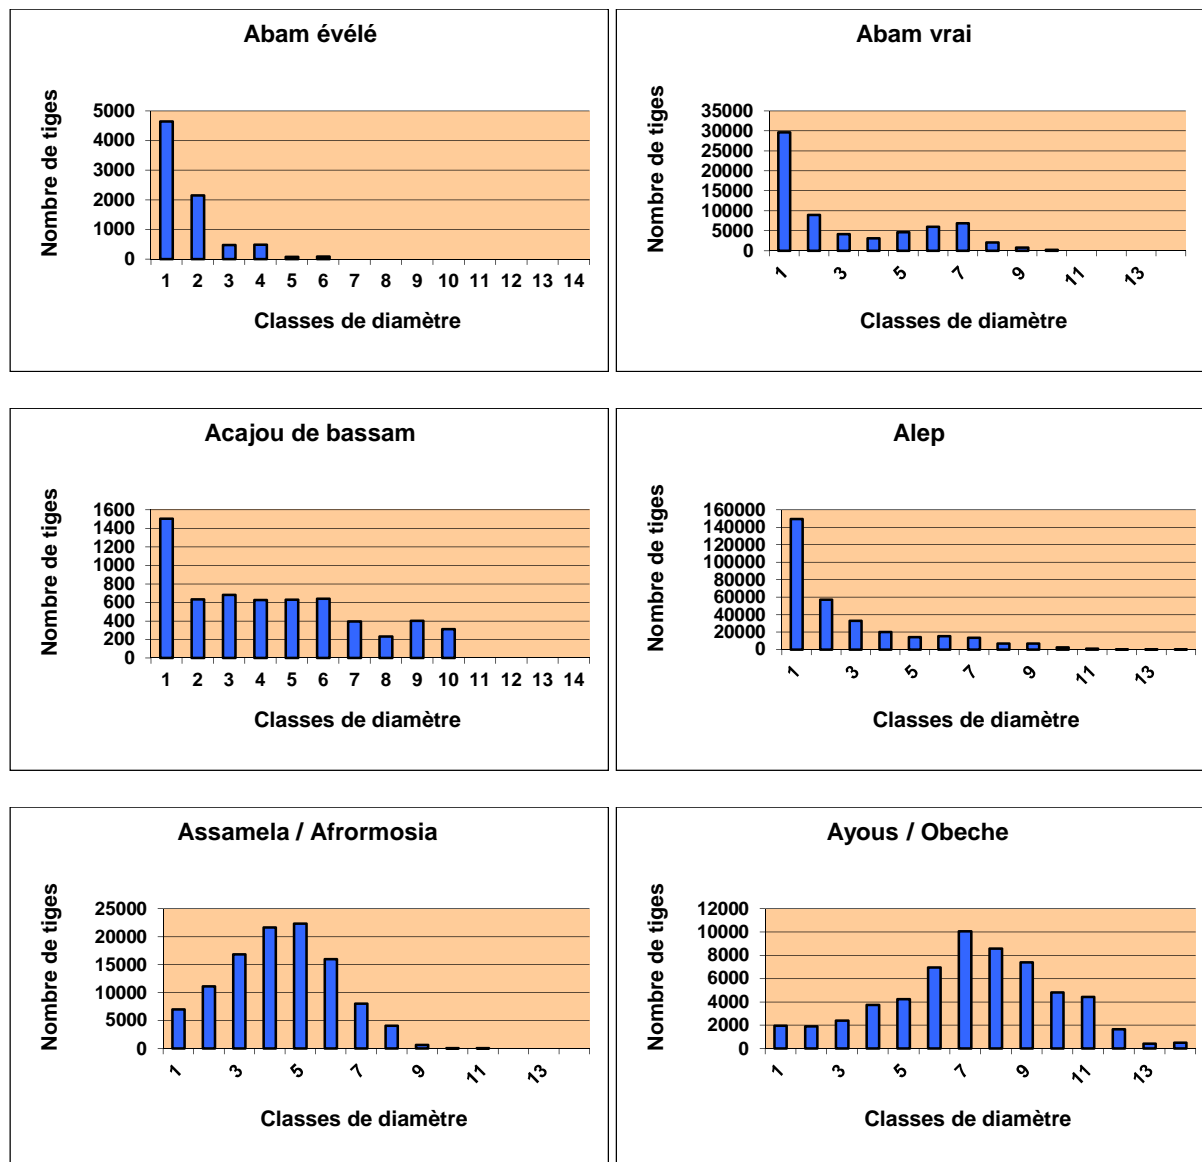 Abam évélé
Nombre de tiges
5000
4000
3000
2000
1000
0
1 2 3 4 5 6 7 8 9 10 11 12 13 14
Classes de diamètre
Abam vrai
Nombre de tiges
35000
30000
25000
20000
15000
10000
5000
0
1 3 5 7 9 11 13
Classes de diamètre
Acajou de bassam
Nombre de tiges
1600
1400
1200
1000
800
600
400
200
0
1 2 3 4 5 6 7 8 9 10 11 12 13 14
Classes de diamètre
Alep
Nombre de tiges
160000
140000
120000
100000
80000
60000
40000
20000
0
1 3 5 7 9 11 13
Classes de diamètre
Assamela / Afrormosia
Nombre de tiges
25000
20000
15000
10000
5000
0
1 3 5 7 9 11 13
Classes de diamètre
Ayous / Obeche
Nombre de tiges
12000
10000
8000
6000
4000
2000
0
1 3 5 7 9 11 13
Classes de diamètre